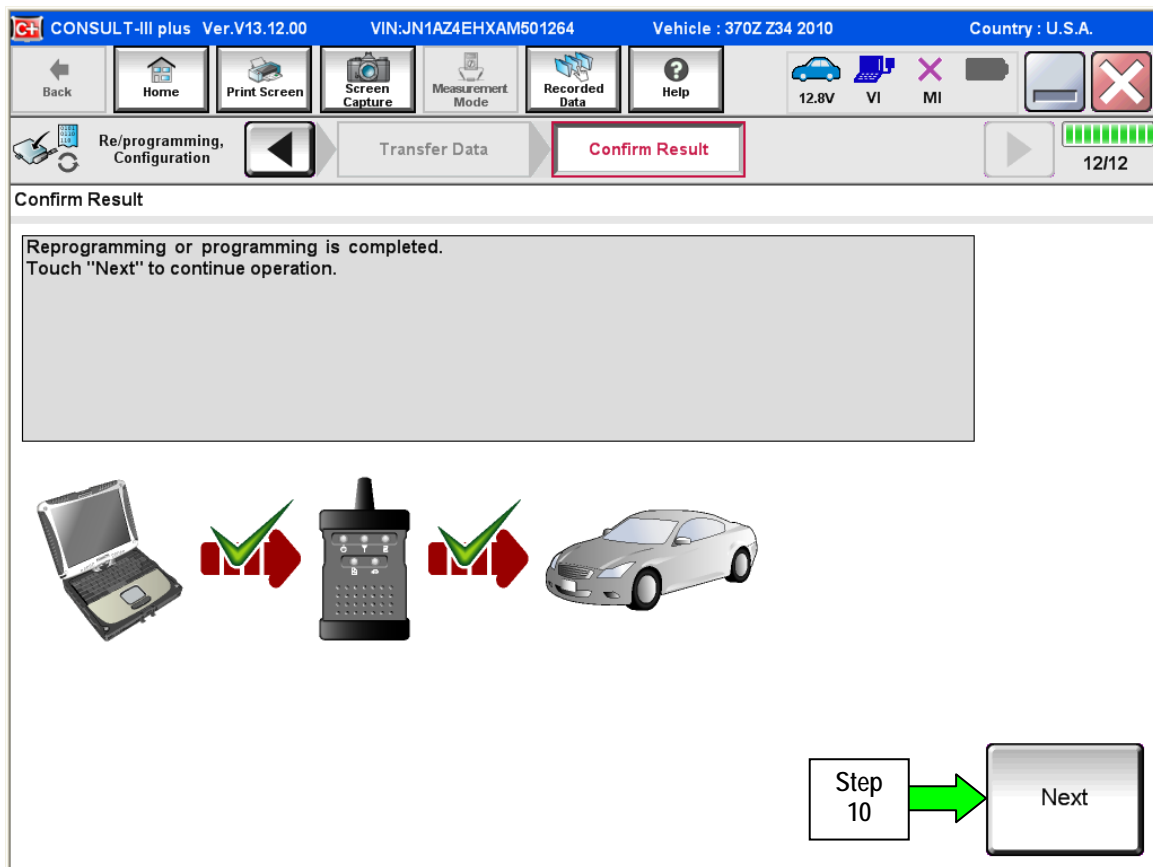 C+ CONSULT-III plus Ver.V13.12.00 VIN:JN1AZ4EHXAM501264 Vehicle : 370Z Z34 2010 Country : U.S.A.
Back
Home
Print Screen
Screen
Capture
Measurement
Mode
Recorded
Data
Help
12.8V
VI
MI
Re/programming,
Configuration
Transfer Data
Confirm Result
12/12
Confirm Result
Reprogramming or programming is completed.
Touch "Next" to continue operation.
Step
10
Next